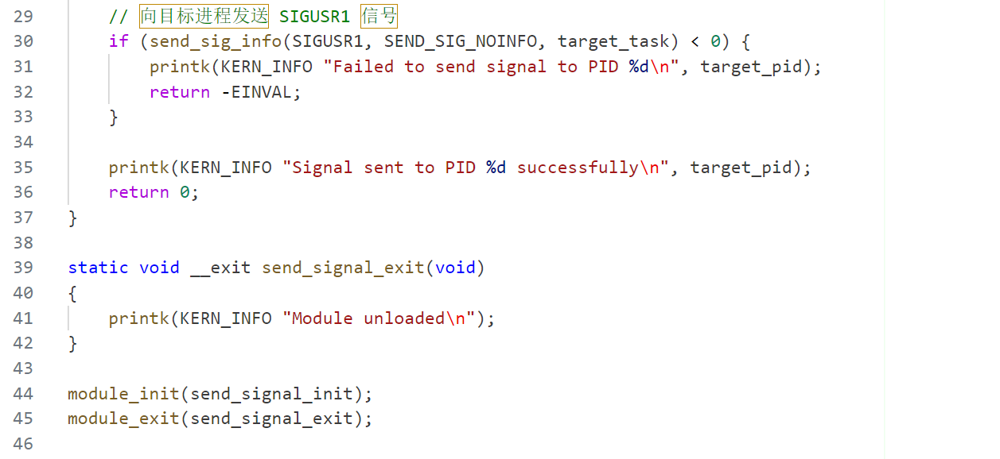 29 // 向目标进程发送 SIGUSR1 信号
30 if (send_sig_info(SIGUSR1, SEND_SIG_NOINFO, target_task) < 0) {
31 printk(KERN_INFO "Failed to send signal to PID %d\n", target_pid);
32 return -EINVAL;
33 }
34
35 printk(KERN_INFO "Signal sent to PID %d successfully\n", target_pid);
36 return 0;
37 }
38
39 static void __exit send_signal_exit(void)
40 {
41 printk(KERN_INFO "Module unloaded\n");
42 }
43
44 module_init(send_signal_init);
45 module_exit(send_signal_exit);
46